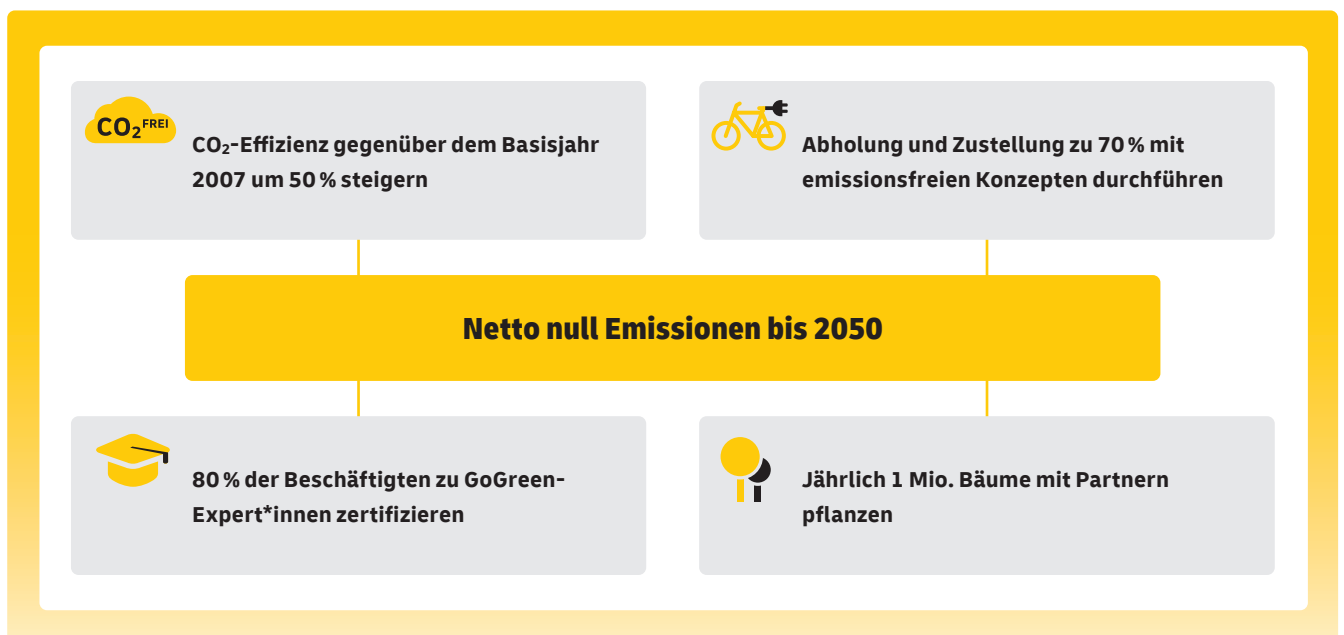 CO₂ FREI
CO₂-Effizienz gegenüber dem Basisjahr
2007 um 50 % steigern
Abholung und Zustellung zu 70 % mit
emissionsfreien Konzepten durchführen
Netto null Emissionen bis 2050
80 % der Beschäftigten zu GoGreen-
Expert*innen zertifizieren
Jährlich 1 Mio. Bäume mit Partnern
pflanzen